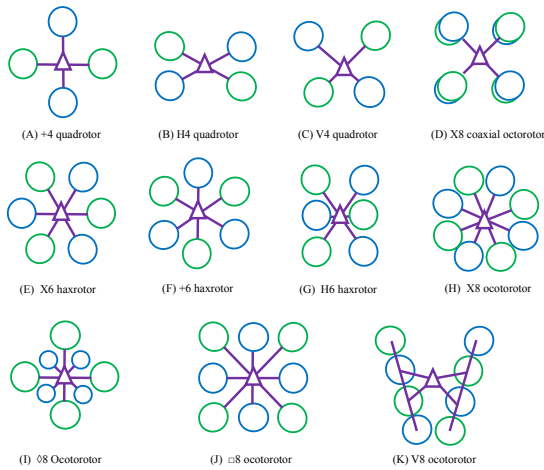 (A) +4 quadrotor
(B) H4 quadrotor
(C) V4 quadrotor
(D) X8 coaxial octorotor
(E) X6 haxrotor
(F) +6 haxrotor
(G) H6 haxrotor
(H) X8 ocotorotor
(I) ◊8 Ocotorotor
(J) □8 ocotorotor
(K) V8 ocotorotor